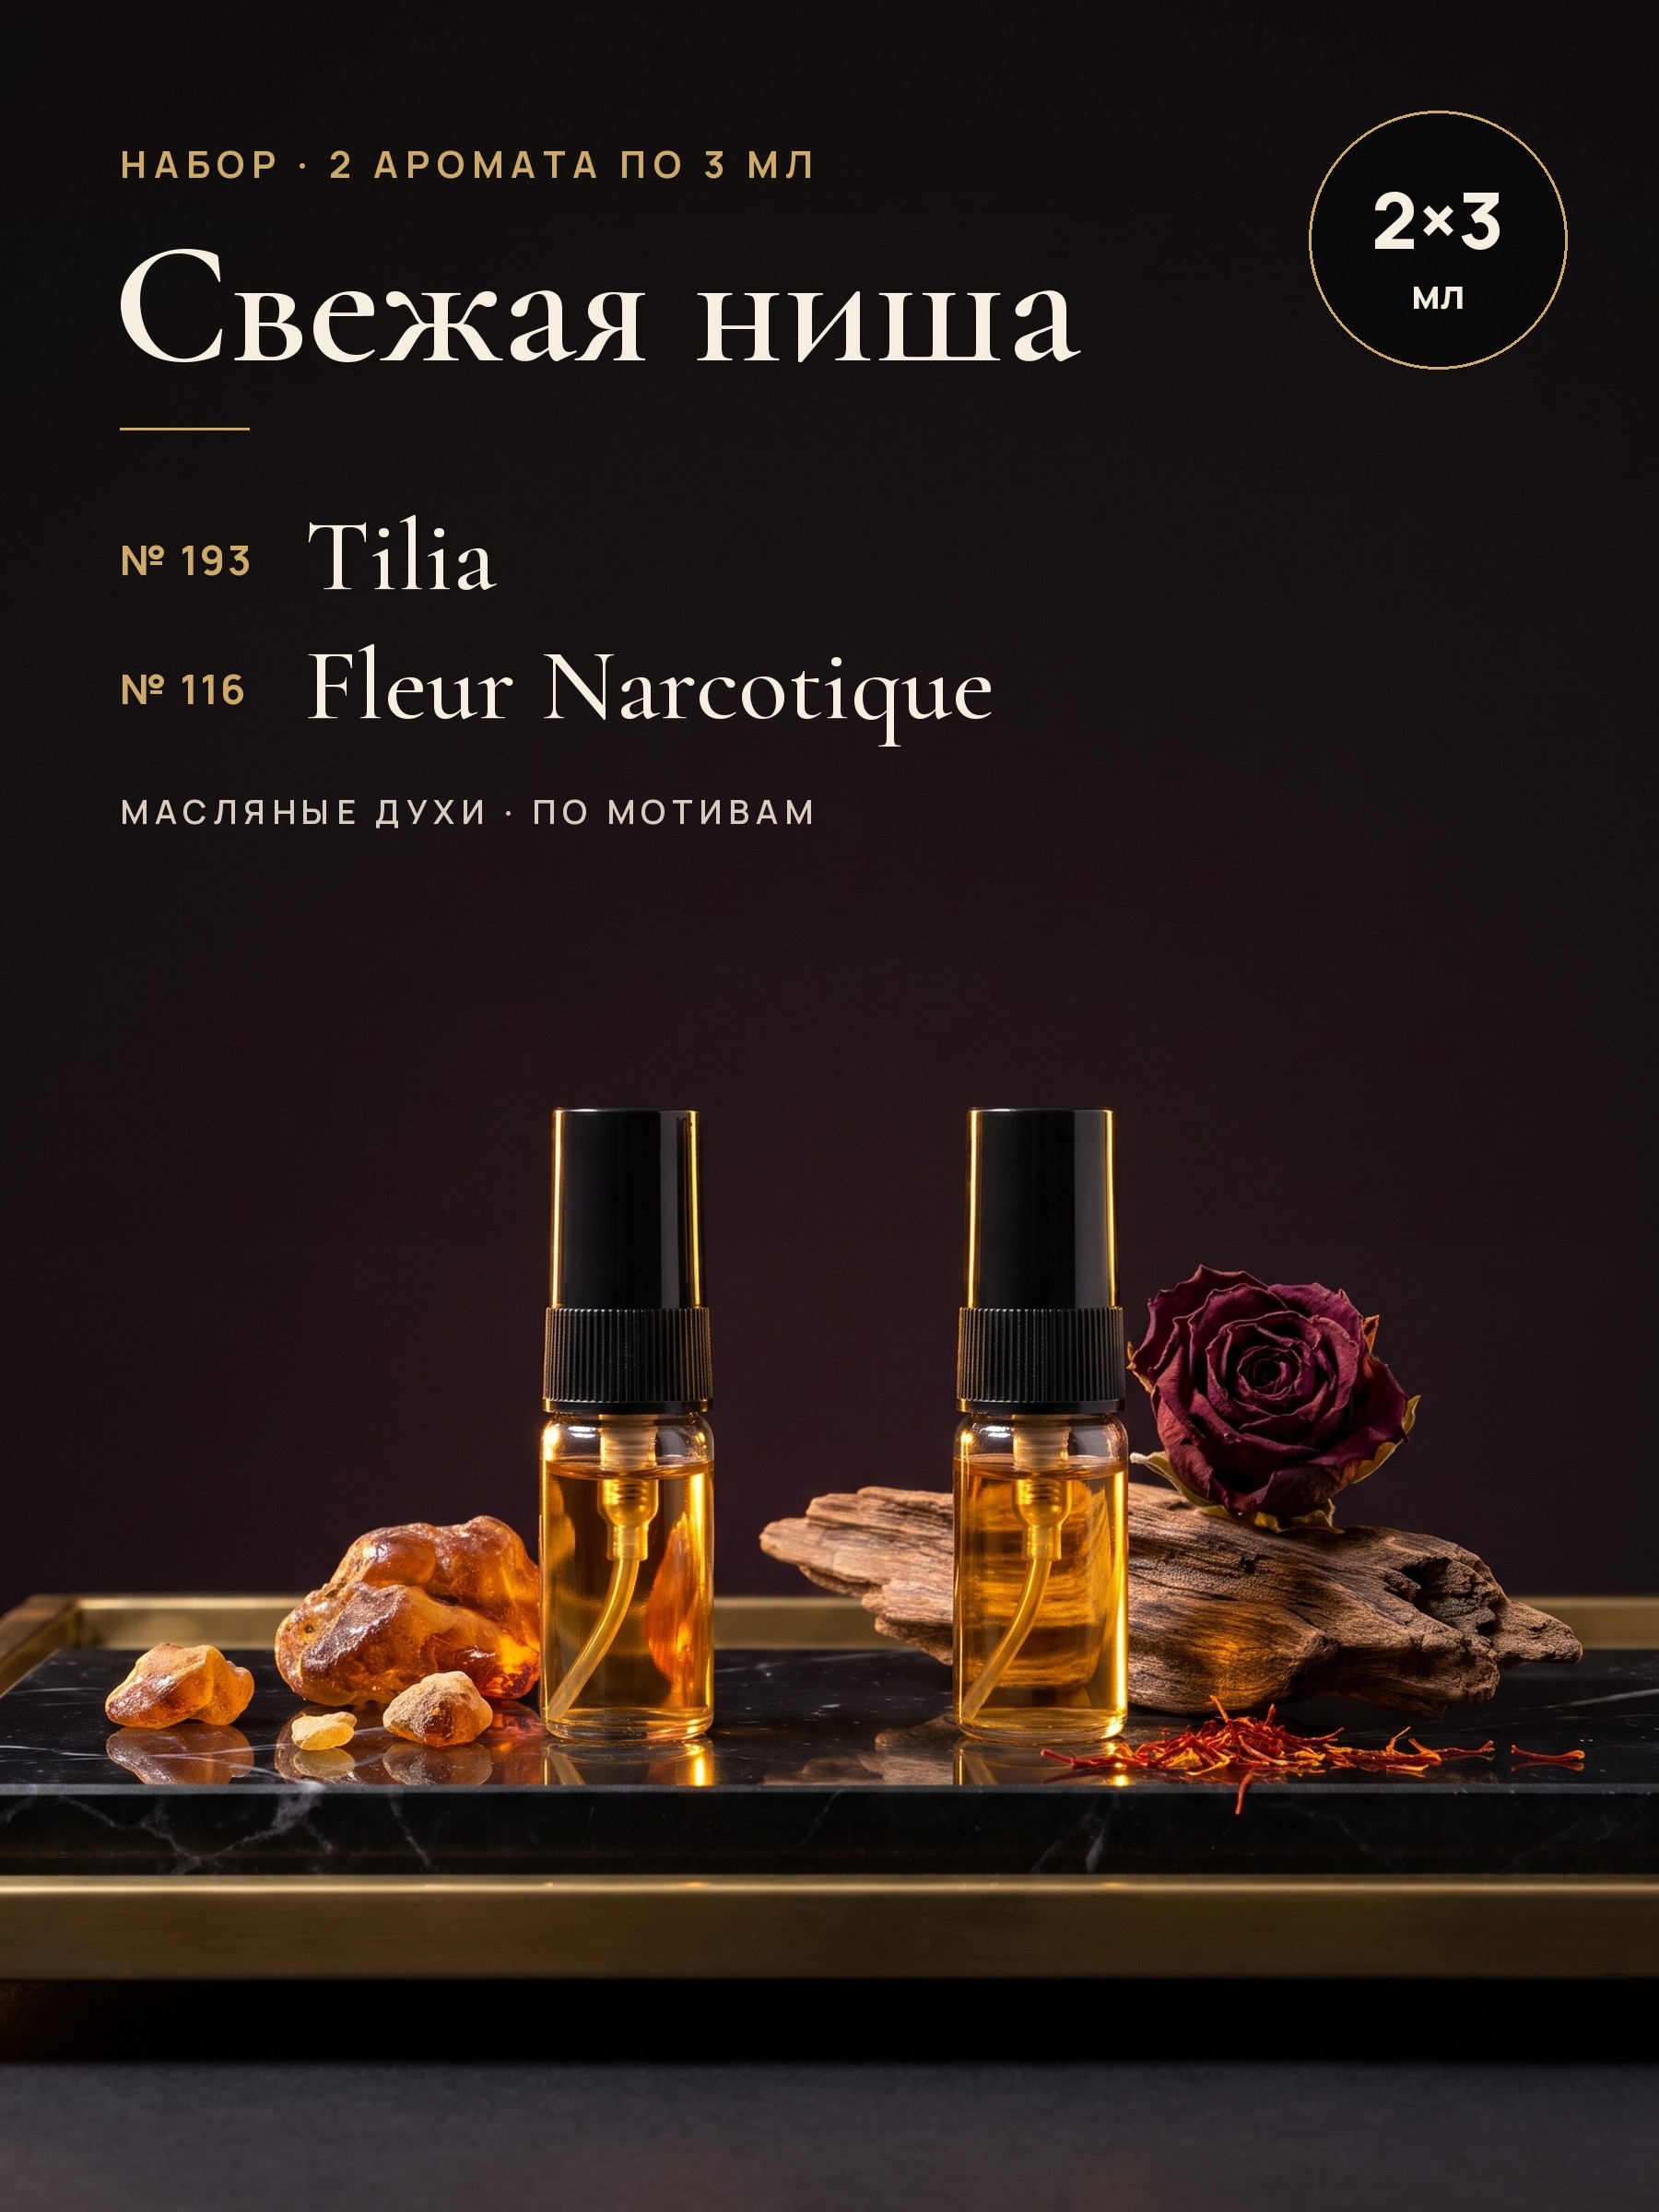 НАБОР · 2 АРОМАТА ПО 3 МЛ
2×3
мл
Свежая ниша
№ 193 Tilia
№ 116 Fleur Narcotique
МАСЛЯНЫЕ ДУХИ · ПО МОТИВАМ